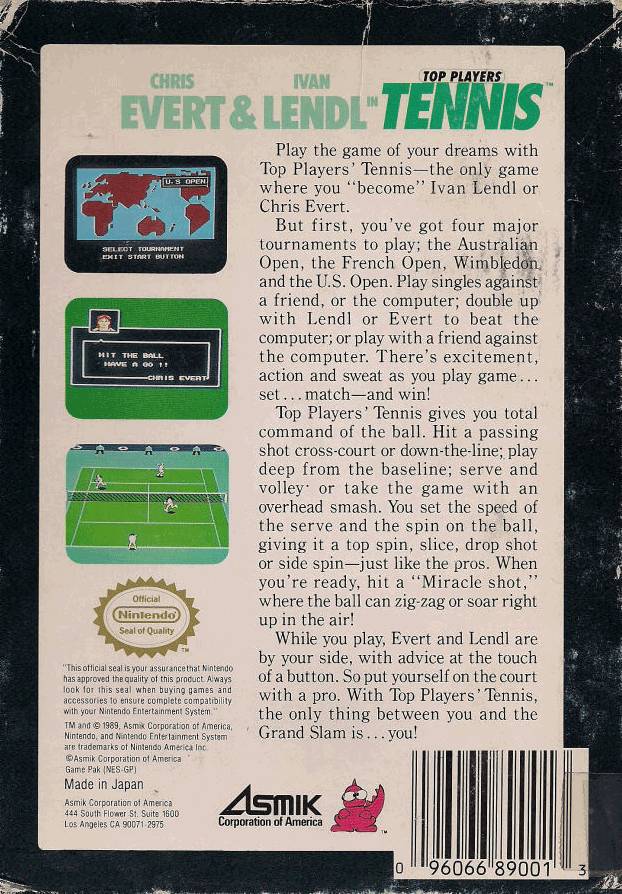 CHRIS IVAN TOP PLAYERS
EVERT & LENDL IN TENNIS™
Play the game of your dreams with
Top Players' Tennis—the only game
where you "become" Ivan Lendl or
Chris Evert.
But first, you've got four major
tournaments to play; the Australian
Open, the French Open, Wimbledon,
and the U.S. Open. Play singles against
a friend, or the computer; double up
with Lendl or Evert to beat the
computer; or play with a friend against
the computer. There's excitement,
action and sweat as you play game...
set...match—and win!
Top Players' Tennis gives you total
command of the ball. Hit a passing
shot cross-court or down-the-line; play
deep from the baseline; serve and
volley or take the game with an
overhead smash. You set the speed of
the serve and the spin on the ball,
giving it a top spin, slice, drop shot
or side spin—just like the pros. When
you're ready, hit a "Miracle shot,"
where the ball can zig-zag or soar right
up in the air!
While you play, Evert and Lendl are
by your side, with advice at the touch
of a button. So put yourself on the court
with a pro. With Top Players' Tennis,
the only thing between you and the
Grand Slam is...you!
U.S OPEN
SELECT TOURNAMENT
EXIT START BUTTON
HIT THE BALL
HAVE A GO !!
CHRIS EVERT
Official
Nintendo
Seal of Quality
TM
"This official seal is your assurance that Nintendo
has approved the quality of this product. Always
look for this seal when buying games and
accessories to ensure complete compatibility
with your Nintendo Entertainment System."
TM and © 1989, Asmik Corporation of America,
Nintendo, and Nintendo Entertainment System
are trademarks of Nintendo America Inc.
©Asmik Corporation of America
Game Pak (NES-GP)
Made in Japan
Asmik Corporation of America
444 South Flower St. Suite 1600
Los Angeles CA 90071-2975
ASMIK
Corporation of America
TM
0 96066 89001 3